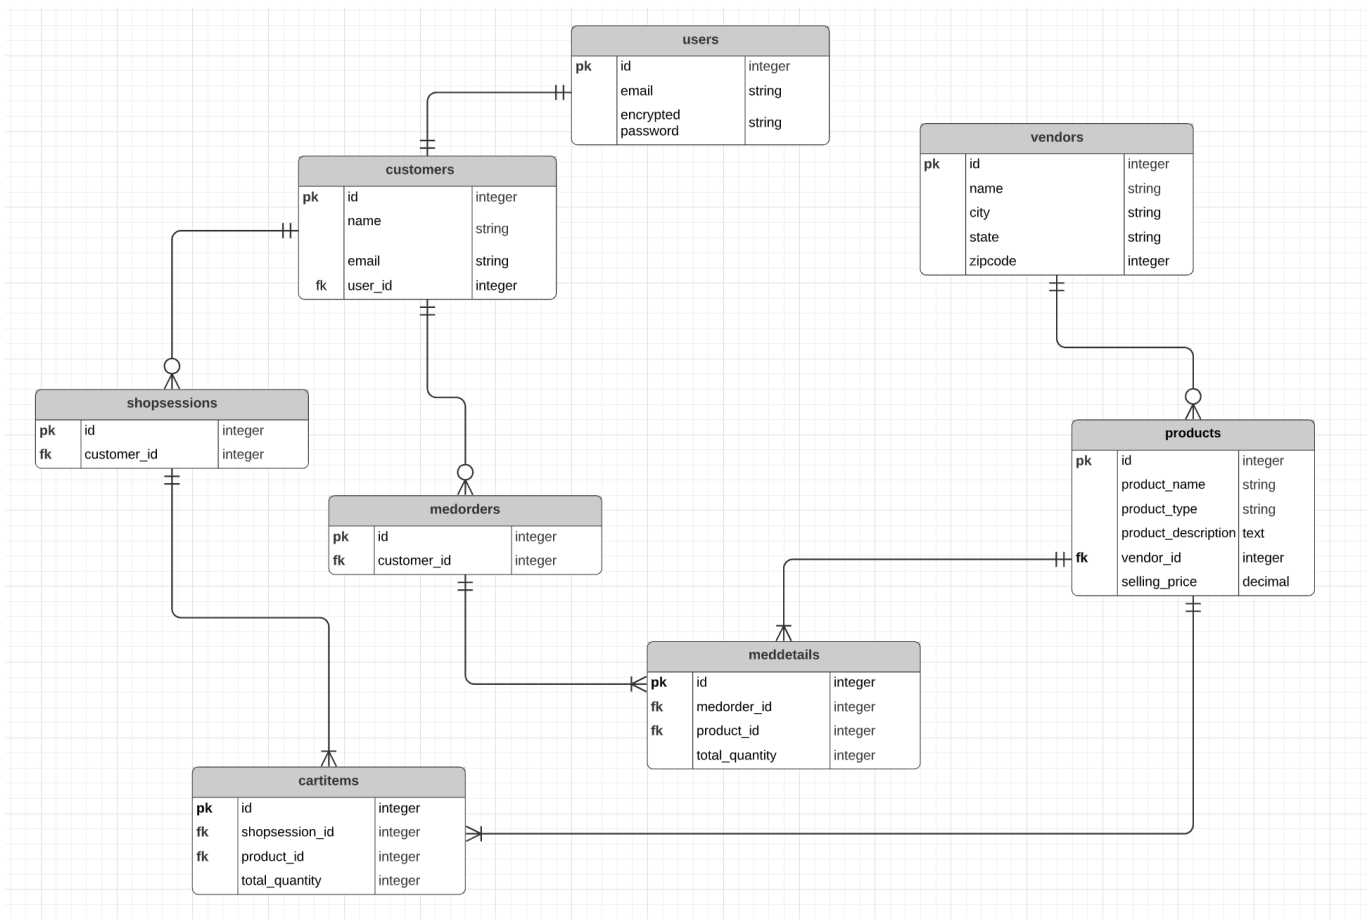 users
pk id integer
email string
encrypted
password string
vendors
pk id integer
name string
city string
state string
zipcode integer
customers
pk id integer
name string
email string
fk user_id integer
shopsessions
pk id integer
fk customer_id integer
products
pk id integer
product_name string
product_type string
product_description text
fk vendor_id integer
selling_price decimal
medorders
pk id integer
fk customer_id integer
meddetails
pk id integer
fk medorder_id integer
fk product_id integer
total_quantity integer
cartitems
pk id integer
fk shopsession_id integer
fk product_id integer
total_quantity integer